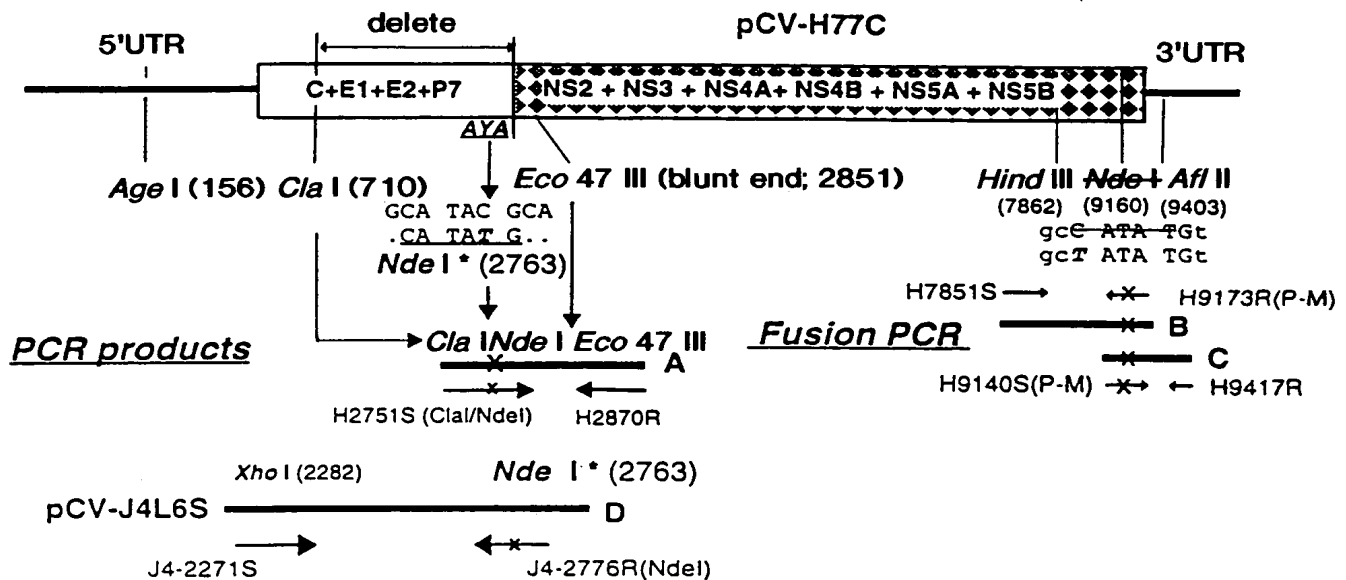 delete
pCV-H77C
5'UTR
3'UTR
C+E1+E2+P7
NS2 + NS3 + NS4A+ NS4B + NS5A + NS5B
AYA
Age I (156) Cla I (710)
Eco 47 III (blunt end; 2851)
Hind III Nde I Afl II
(7862) (9160) (9403)
GCA TAC GCA
.CA TAT G..
gcC ATA TGt
gcT ATA TGt
Nde I * (2763)
H7851S
H9173R(P-M)
B
Cla I Nde I Eco 47 III
PCR products
Fusion PCR
A
C
H2751S (ClaI/NdeI)
H2870R
H9140S(P-M)
H9417R
Xho I (2282)
Nde I * (2763)
pCV-J4L6S
D
J4-2271S
J4-2776R(NdeI)